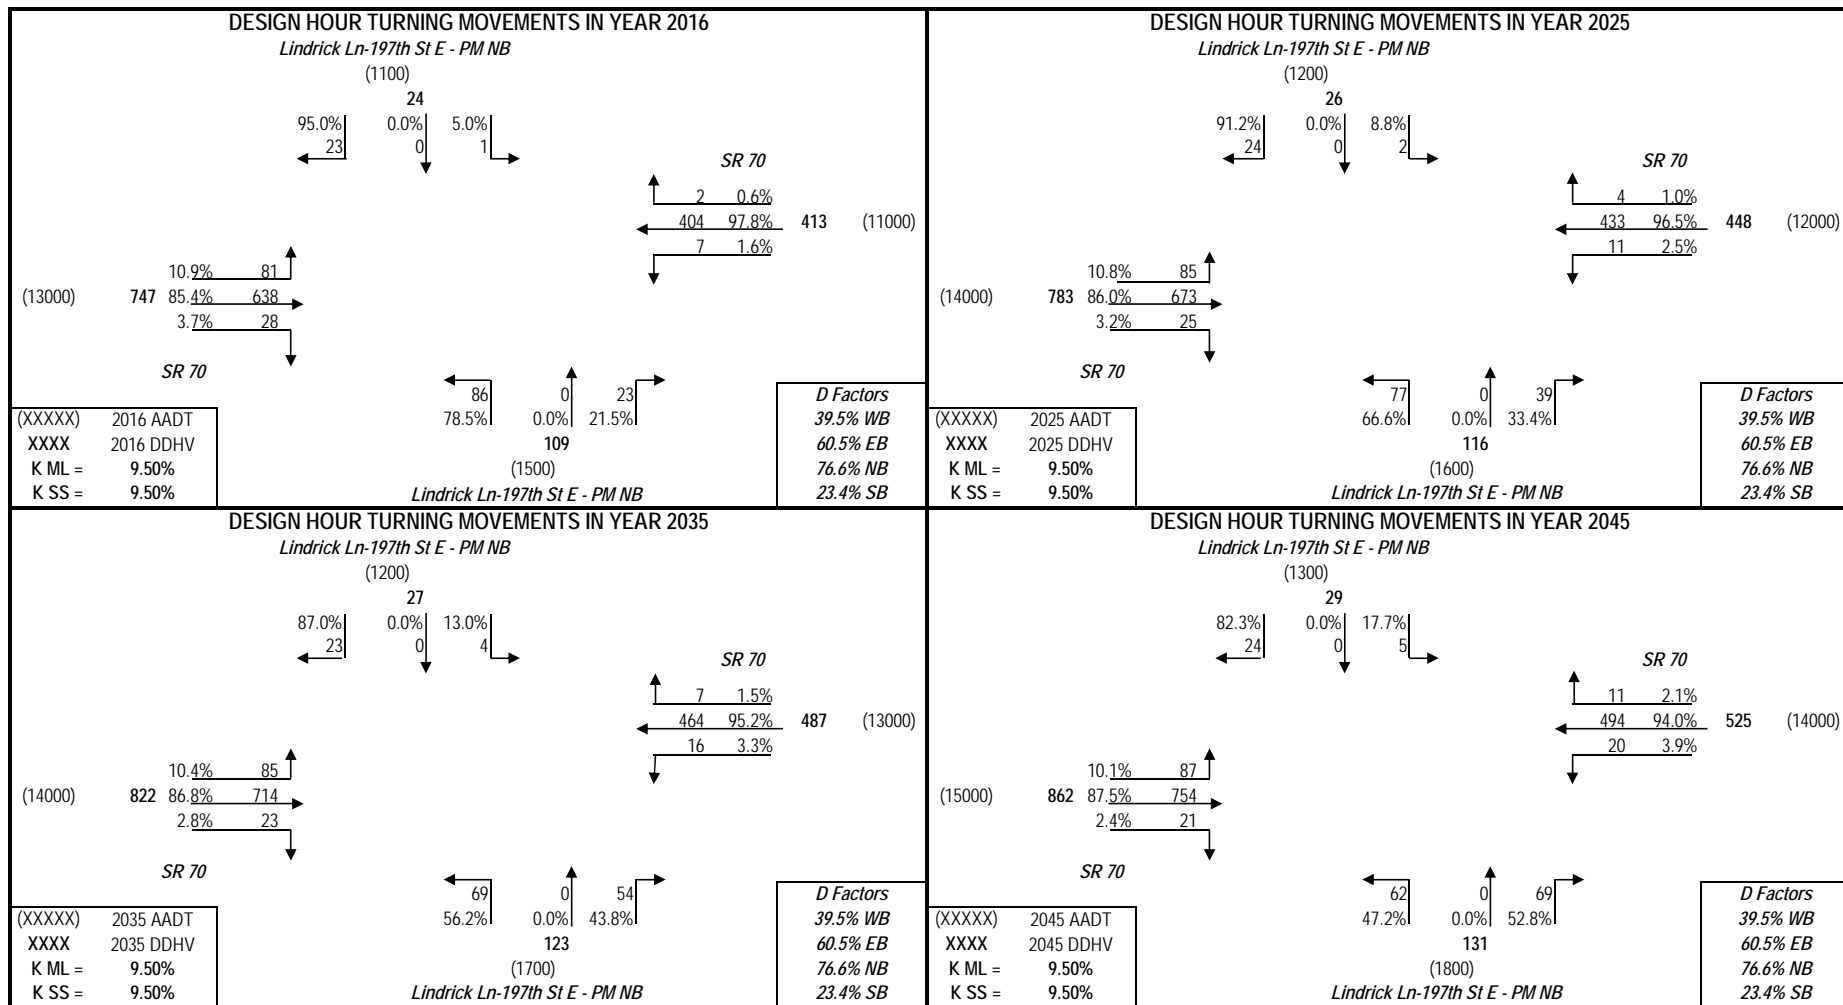 DESIGN HOUR TURNING MOVEMENTS IN YEAR 2016
Lindrick Ln-197th St E - PM NB
(1100)
24
95.0% 0.0% 5.0%
23 0 1
SR 70
2 0.6%
404 97.8% 413 (11000)
7 1.6%
10.9% 81
(13000) 747 85.4% 638
3.7% 28
SR 70
86 0 23
78.5% 0.0% 21.5%
109
(1500)
Lindrick Ln-197th St E - PM NB
(XXXXX) 2016 AADT
XXXX 2016 DDHV
K ML = 9.50%
K SS = 9.50%
D Factors
39.5% WB
60.5% EB
76.6% NB
23.4% SB
DESIGN HOUR TURNING MOVEMENTS IN YEAR 2025
Lindrick Ln-197th St E - PM NB
(1200)
26
91.2% 0.0% 8.8%
24 0 2
SR 70
4 1.0%
433 96.5% 448 (12000)
11 2.5%
10.8% 85
(14000) 783 86.0% 673
3.2% 25
SR 70
77 0 39
66.6% 0.0% 33.4%
116
(1600)
Lindrick Ln-197th St E - PM NB
(XXXXX) 2025 AADT
XXXX 2025 DDHV
K ML = 9.50%
K SS = 9.50%
D Factors
39.5% WB
60.5% EB
76.6% NB
23.4% SB
DESIGN HOUR TURNING MOVEMENTS IN YEAR 2035
Lindrick Ln-197th St E - PM NB
(1200)
27
87.0% 0.0% 13.0%
23 0 4
SR 70
7 1.5%
464 95.2% 487 (13000)
16 3.3%
10.4% 85
(14000) 822 86.8% 714
2.8% 23
SR 70
69 0 54
56.2% 0.0% 43.8%
123
(1700)
Lindrick Ln-197th St E - PM NB
(XXXXX) 2035 AADT
XXXX 2035 DDHV
K ML = 9.50%
K SS = 9.50%
D Factors
39.5% WB
60.5% EB
76.6% NB
23.4% SB
DESIGN HOUR TURNING MOVEMENTS IN YEAR 2045
Lindrick Ln-197th St E - PM NB
(1300)
29
82.3% 0.0% 17.7%
24 0 5
SR 70
11 2.1%
494 94.0% 525 (14000)
20 3.9%
10.1% 87
(15000) 862 87.5% 754
2.4% 21
SR 70
62 0 69
47.2% 0.0% 52.8%
131
(1800)
Lindrick Ln-197th St E - PM NB
(XXXXX) 2045 AADT
XXXX 2045 DDHV
K ML = 9.50%
K SS = 9.50%
D Factors
39.5% WB
60.5% EB
76.6% NB
23.4% SB